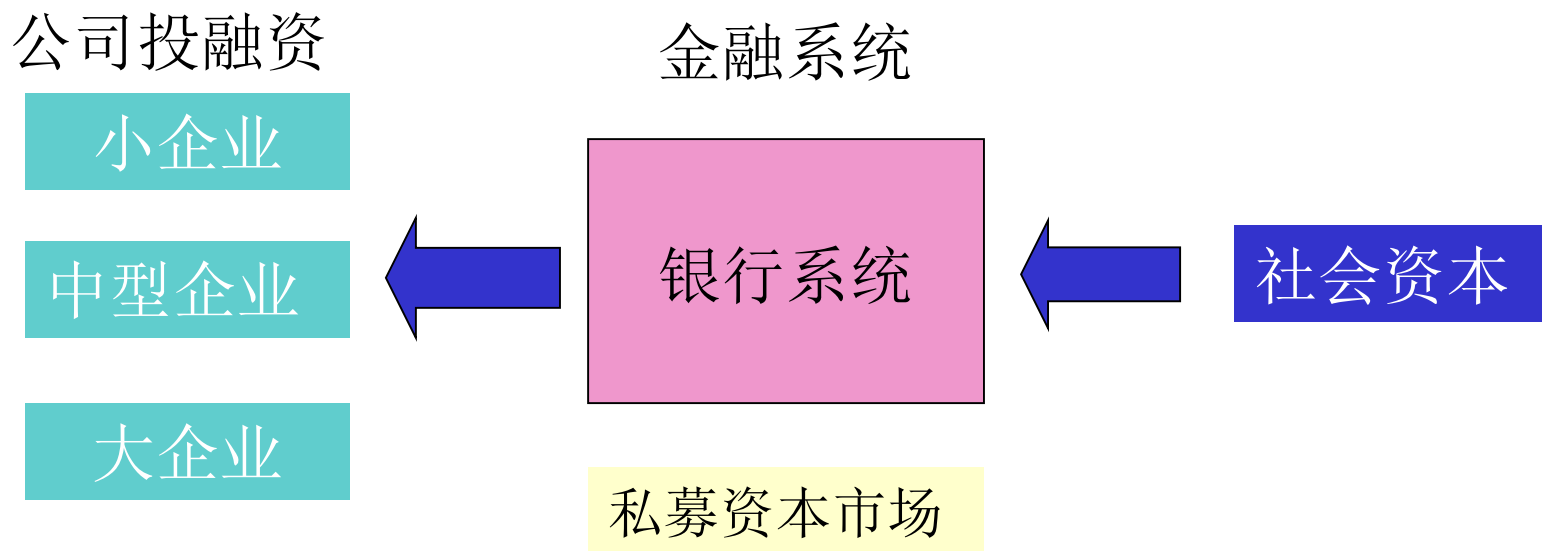 公司投融资
金融系统
小企业
中型企业
银行系统
社会资本
大企业
私募资本市场